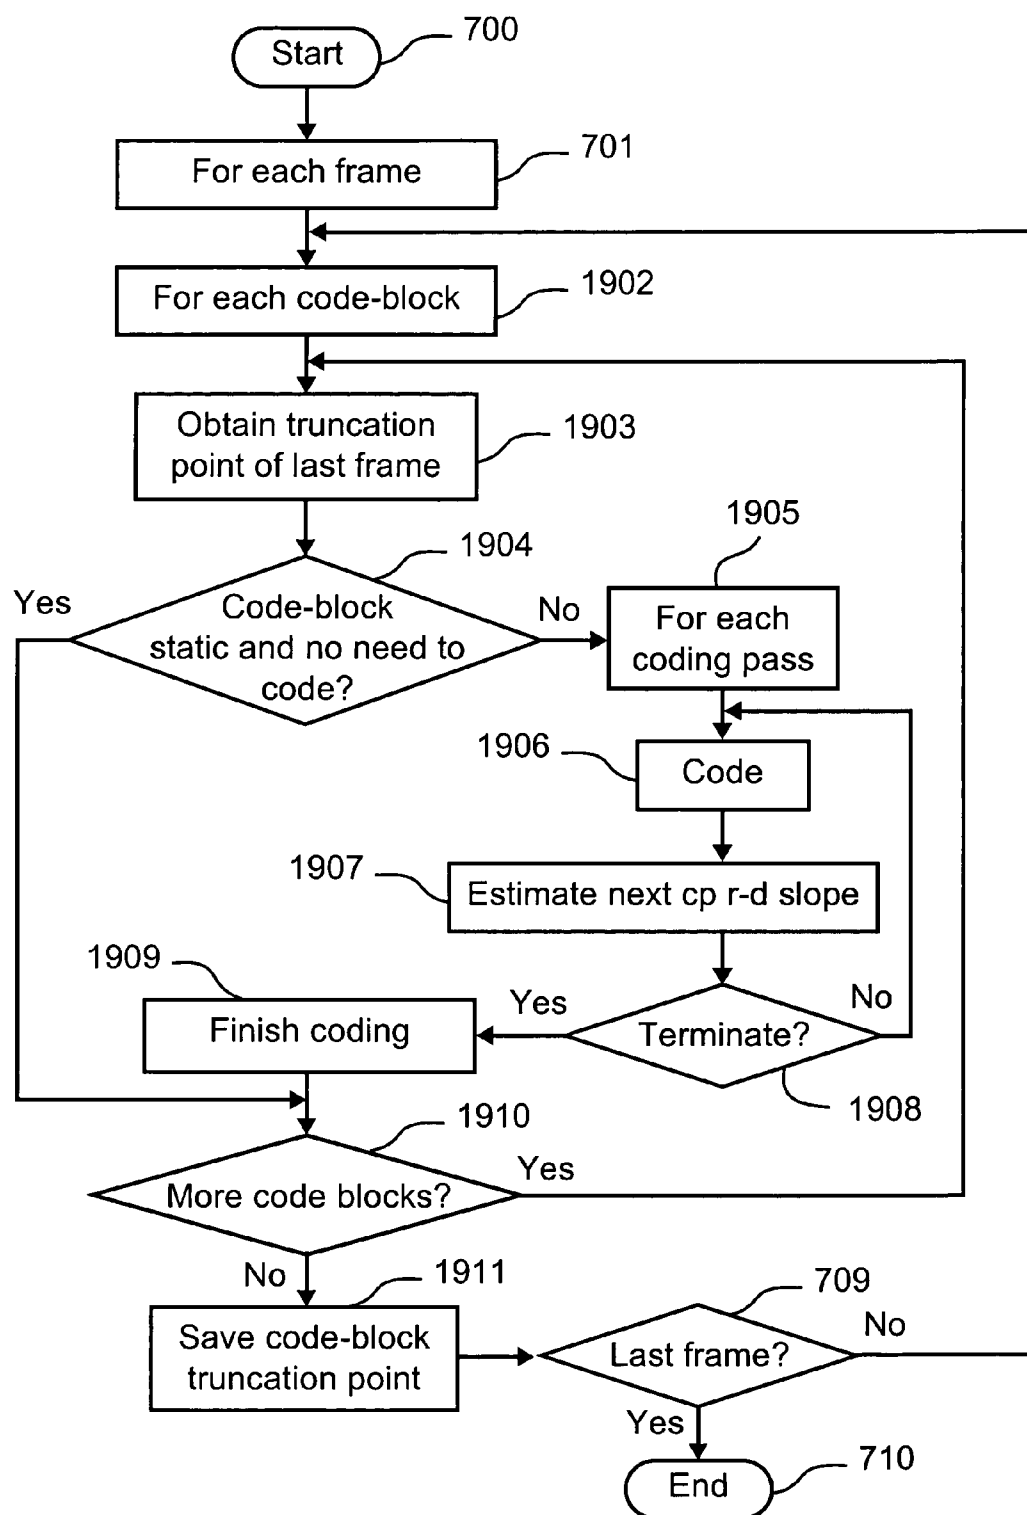 700
Start
701
For each frame
1902
For each code-block
1903
Obtain truncation
point of last frame
1904
1905
Yes
Code-block
static and no need to
code?
No
For each
coding pass
1906
Code
1907
Estimate next cp r-d slope
1909
Finish coding
Yes
Terminate?
No
1908
1910
More code blocks?
Yes
No
1911
Save code-block
truncation point
709
Last frame?
No
Yes
End
710